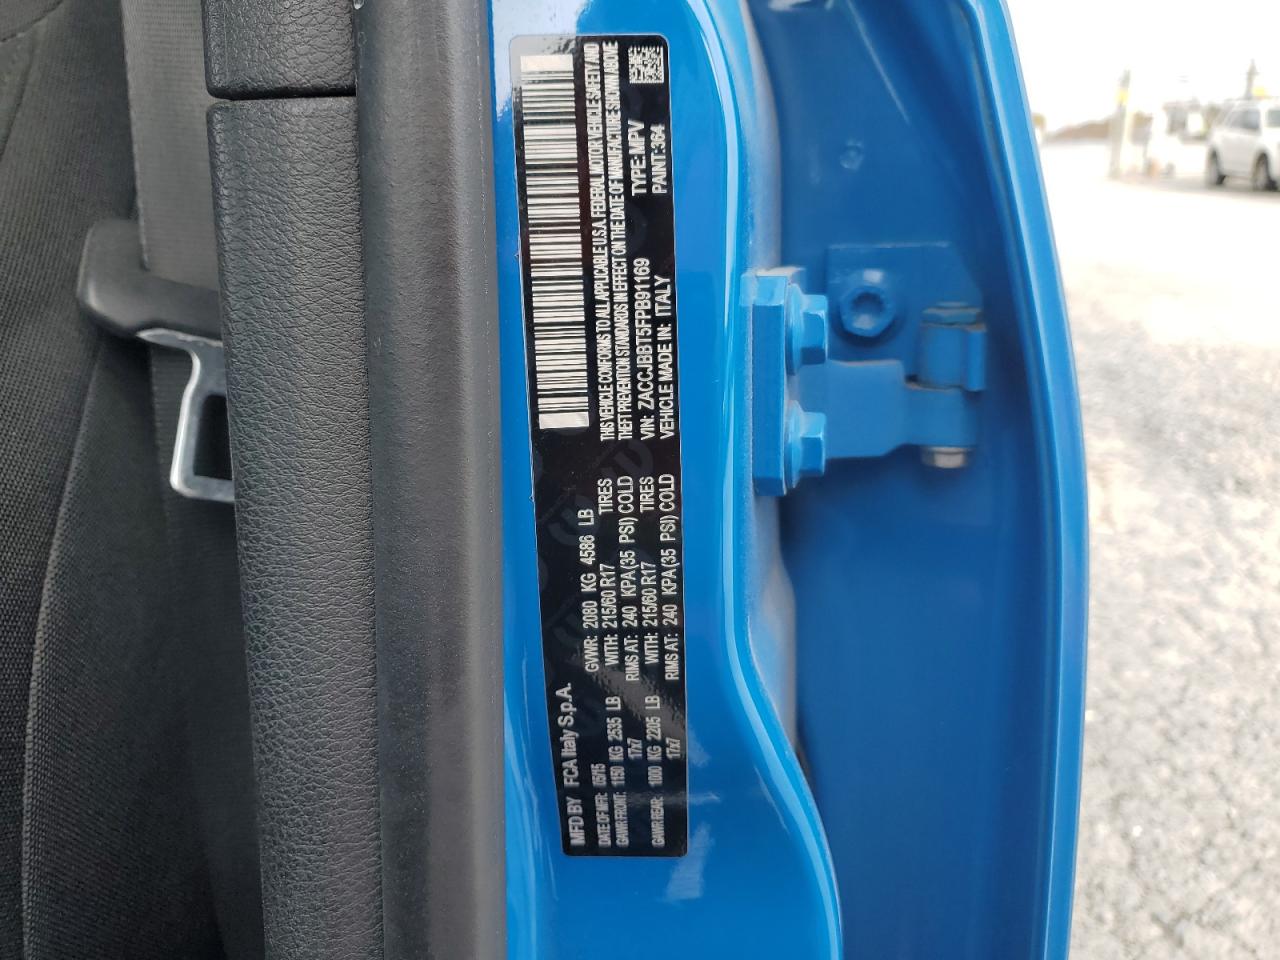 MFD BY FCA Italy S.p.A.
DATE OF MFR: 05/15 GVWR: 2080 KG 4586 LB
GAWR FRONT: 1150 KG 2535 LB WITH: 215/60 R17 TIRES
17x7 RIMS AT: 240 KPA(35 PSI) COLD
GAWR REAR: 1000 KG 2205 LB WITH: 215/60 R17 TIRES
17x7 RIMS AT: 240 KPA(35 PSI) COLD
THIS VEHICLE CONFORMS TO ALL APPLICABLE U.S.A. FEDERAL MOTOR VEHICLE SAFETY AND
THEFT PREVENTION STANDARDS IN EFFECT ON THE DATE OF MANUFACTURE SHOWN ABOVE
VIN: ZACCJBBT5FPB91169 TYPE: MPV
VEHICLE MADE IN: ITALY PAINT:364